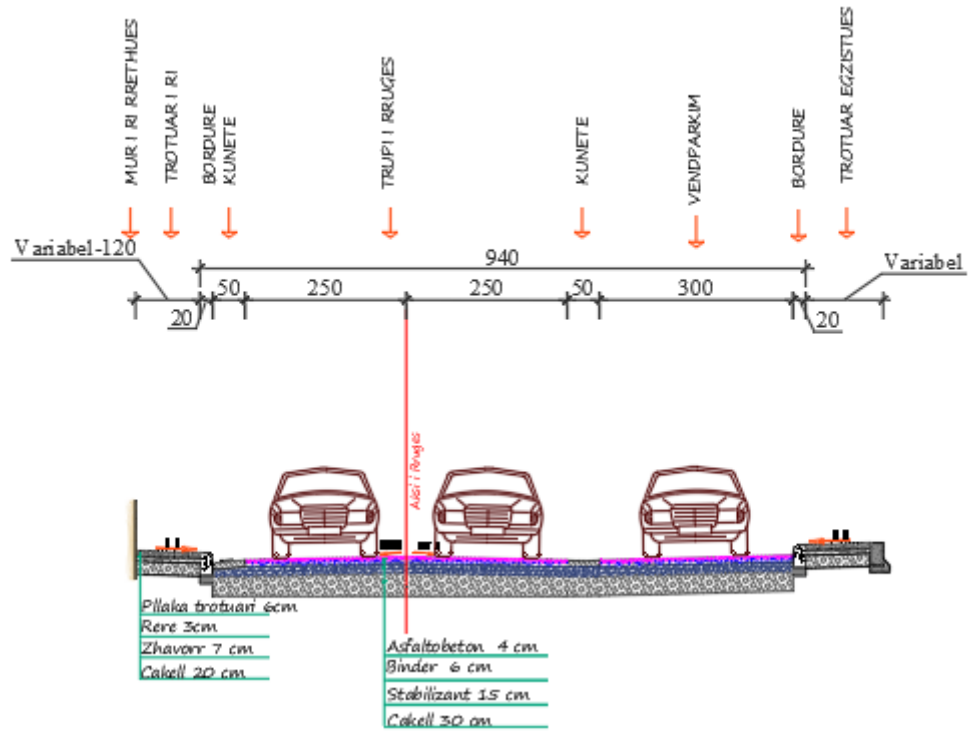 MUR I RI RRETHUES
TROTUAR I RI
BORDURE
KUNETE
TRUPI I RRUGES
KUNETE
VENDPARKIM
BORDURE
TROTUAR EGZISTUES
Variabel-120
940
Variabel
50
250
250
50
300
20
20
Aksi i Rruges
Pllaka trotuari 6cm
Rere 3cm
Zhavorr 7 cm
Cakell 20 cm
Asfaltobeton 4 cm
Binder 6 cm
Stabilizant 15 cm
Cakell 30 cm